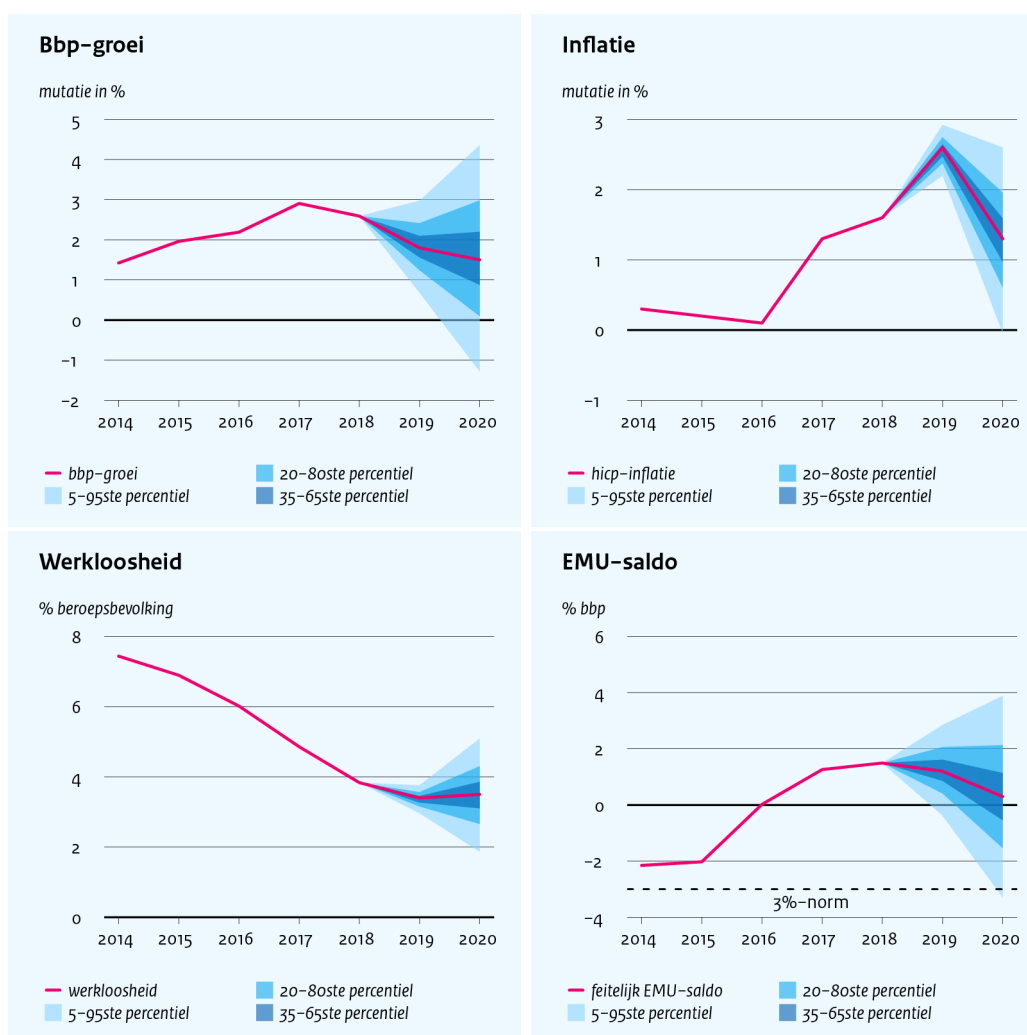 Bbp-groei
mutatie in %
5
4
3
2
1
0
-1
-2
2014 2015 2016 2017 2018 2019 2020
bbp-groei
20-80ste percentiel
5-95ste percentiel
35-65ste percentiel
Inflatie
mutatie in %
3
2
1
0
-1
2014 2015 2016 2017 2018 2019 2020
hicp-inflatie
20-80ste percentiel
5-95ste percentiel
35-65ste percentiel
Werkloosheid
% beroepsbevolking
8
6
4
2
0
2014 2015 2016 2017 2018 2019 2020
werkloosheid
20-80ste percentiel
5-95ste percentiel
35-65ste percentiel
EMU-saldo
% bbp
6
4
2
0
-2
3%-norm
-4
2014 2015 2016 2017 2018 2019 2020
feitelijk EMU-saldo
20-80ste percentiel
5-95ste percentiel
35-65ste percentiel